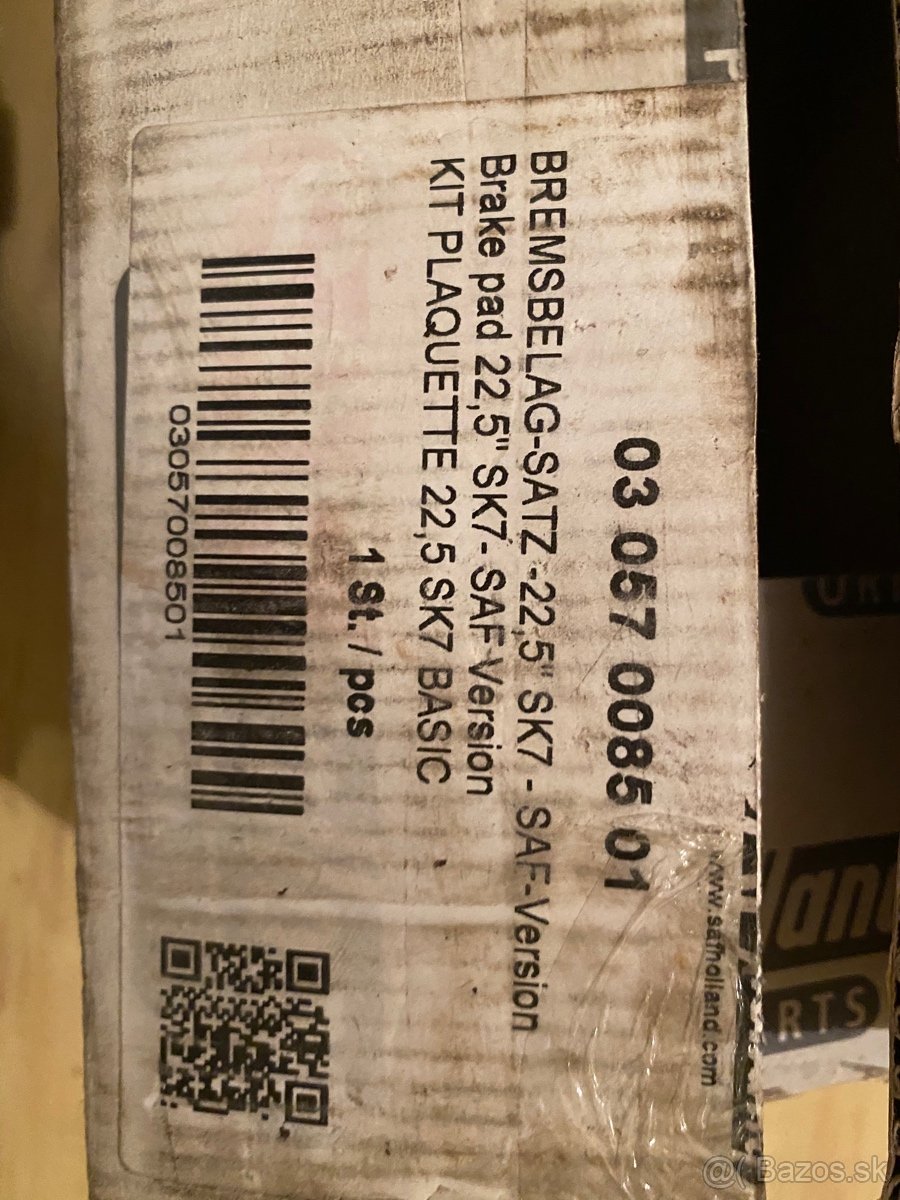 www.safholland.com
03 057 0085 01
BREMSBELAG-SATZ -22,5" SK7 - SAF-Version
Brake pad 22,5" SK7- SAF-Version
KIT PLAQUETTE 22,5 SK7 BASIC
1 St. / pcs
03057008501
Bazos.sk